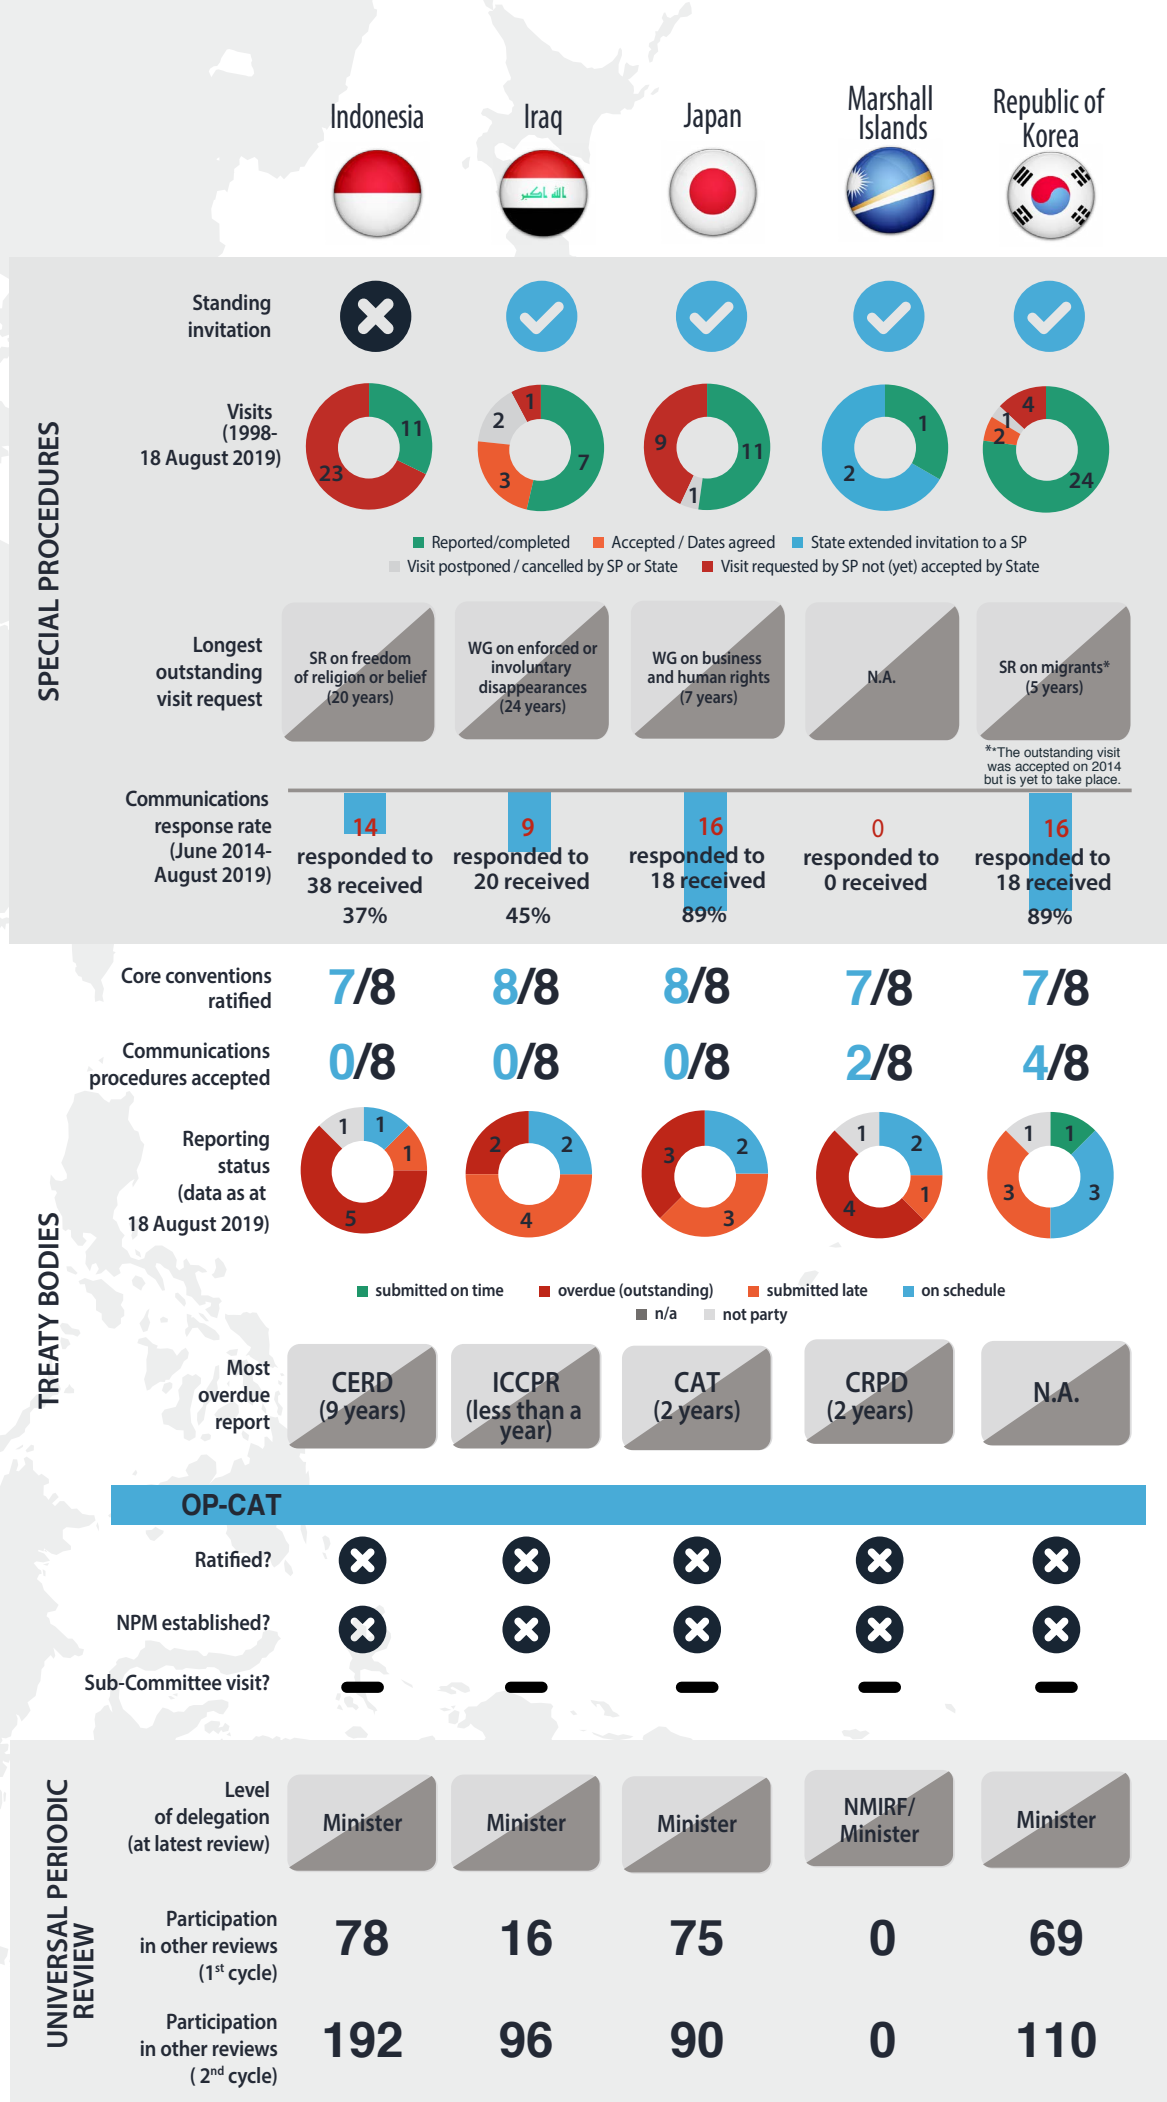 Indonesia
Iraq
Japan
Marshall
Islands
Republic of
Korea
الله اكبر
SPECIAL PROCEDURES
Standing
invitation
Visits
(1998-
18 August 2019)
11
23
1
2
3
7
9
11
1
1
2
4
1
2
24
Reported/completed
Accepted / Dates agreed
State extended invitation to a SP
Visit postponed / cancelled by SP or State
Visit requested by SP not (yet) accepted by State
Longest
outstanding
visit request
SR on freedom
of religion or belief
(20 years)
WG on enforced or
involuntary
disappearances
(24 years)
WG on business
and human rights
(7 years)
N.A.
SR on migrants*
(5 years)
**The outstanding visit
was accepted on 2014
but is yet to take place.
Communications
response rate
(June 2014-
August 2019)
14
responded to
38 received
37%
9
responded to
20 received
45%
16
responded to
18 received
89%
0
responded to
0 received
16
responded to
18 received
89%
TREATY BODIES
Core conventions
ratified
7/8
8/8
8/8
7/8
7/8
Communications
procedures accepted
0/8
0/8
0/8
2/8
4/8
Reporting
status
(data as at
18 August 2019)
1
1
1
5
2
2
4
3
2
3
1
2
1
4
1
1
3
3
submitted on time
overdue (outstanding)
submitted late
on schedule
n/a
not party
Most
overdue
report
CERD
(9 years)
ICCPR
(less than a
year)
CAT
(2 years)
CRPD
(2 years)
N.A.
OP-CAT
Ratified?
NPM established?
Sub-Committee visit?
UNIVERSAL PERIODIC
REVIEW
Level
of delegation
(at latest review)
Minister
Minister
Minister
NMIRF/
Minister
Minister
Participation
in other reviews
(1st cycle)
78
16
75
0
69
Participation
in other reviews
( 2nd cycle)
192
96
90
0
110